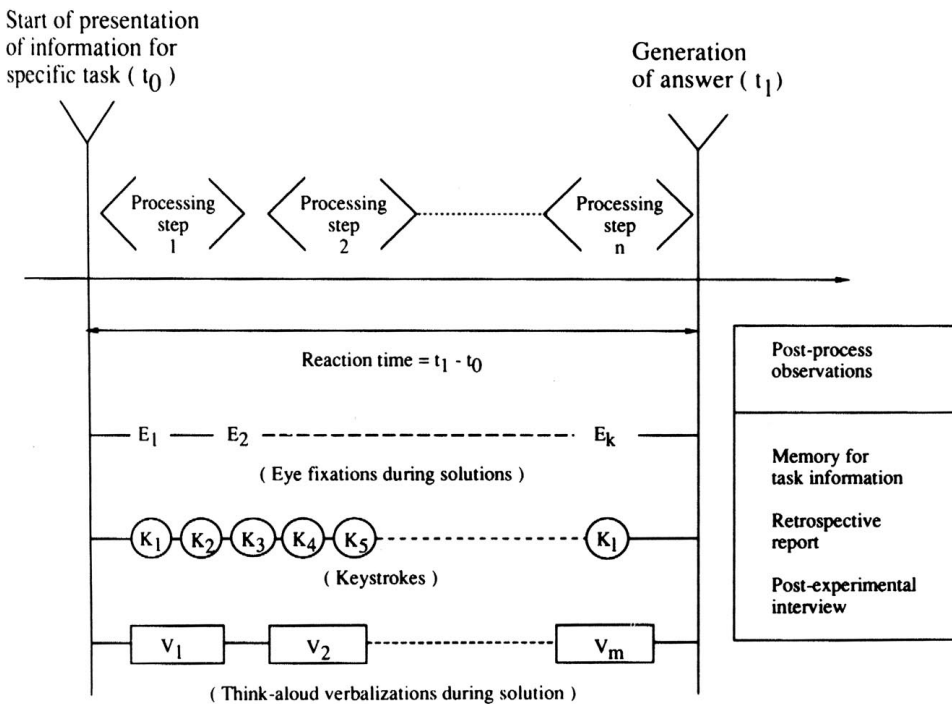 Start of presentation
of information for
specific task ( t₀ )
Generation
of answer ( t₁ )
Processing
step
1
Processing
step
2
Processing
step
n
Reaction time = t₁ - t₀
E₁
E₂
Eₖ
( Eye fixations during solutions )
K₁
K₂
K₃
K₄
K₅
Kₗ
( Keystrokes )
V₁
V₂
Vₘ
( Think-aloud verbalizations during solution )
Post-process
observations
Memory for
task information
Retrospective
report
Post-experimental
interview